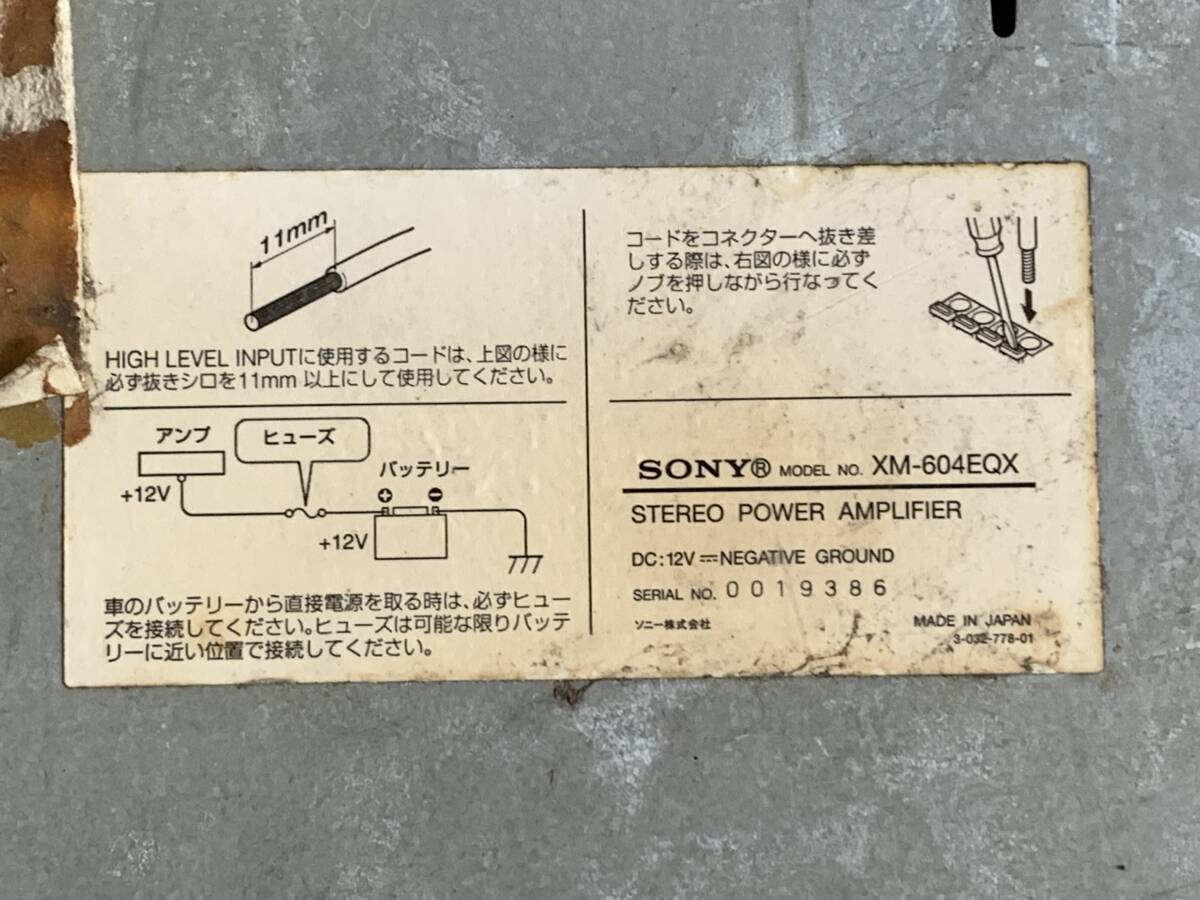 11mm
HIGH LEVEL INPUTに使用するコードは、上図の様に
必ず抜きシロを11mm 以上にして使用してください。
コードをコネクターへ抜き差
しする際は、右図の様に必ず
ノブを押しながら行なってく
ださい。
アンプ
ヒューズ
バッテリー
+12V
⊕ ⊖
+12V
車のバッテリーから直接電源を取る時は、必ずヒュー
ズを接続してください。ヒューズは可能な限りバッテ
リーに近い位置で接続してください。
SONY® MODEL NO. XM-604EQX
STEREO POWER AMPLIFIER
DC:12V⎓NEGATIVE GROUND
SERIAL NO. 0019386
ソニー株式会社 MADE IN JAPAN
3-032-778-01